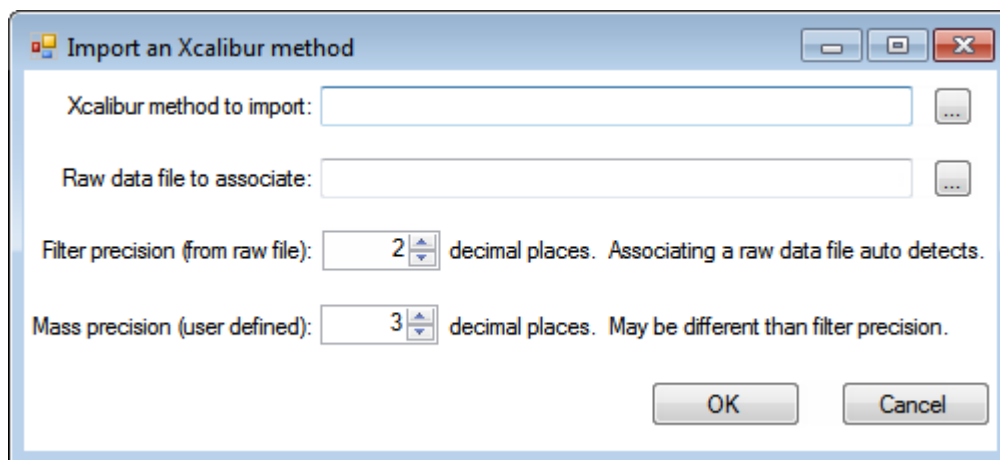 Import an Xcalibur method
Xcalibur method to import:
...
Raw data file to associate:
...
Filter precision (from raw file): 2 decimal places. Associating a raw data file auto detects.
Mass precision (user defined): 3 decimal places. May be different than filter precision.
OK Cancel